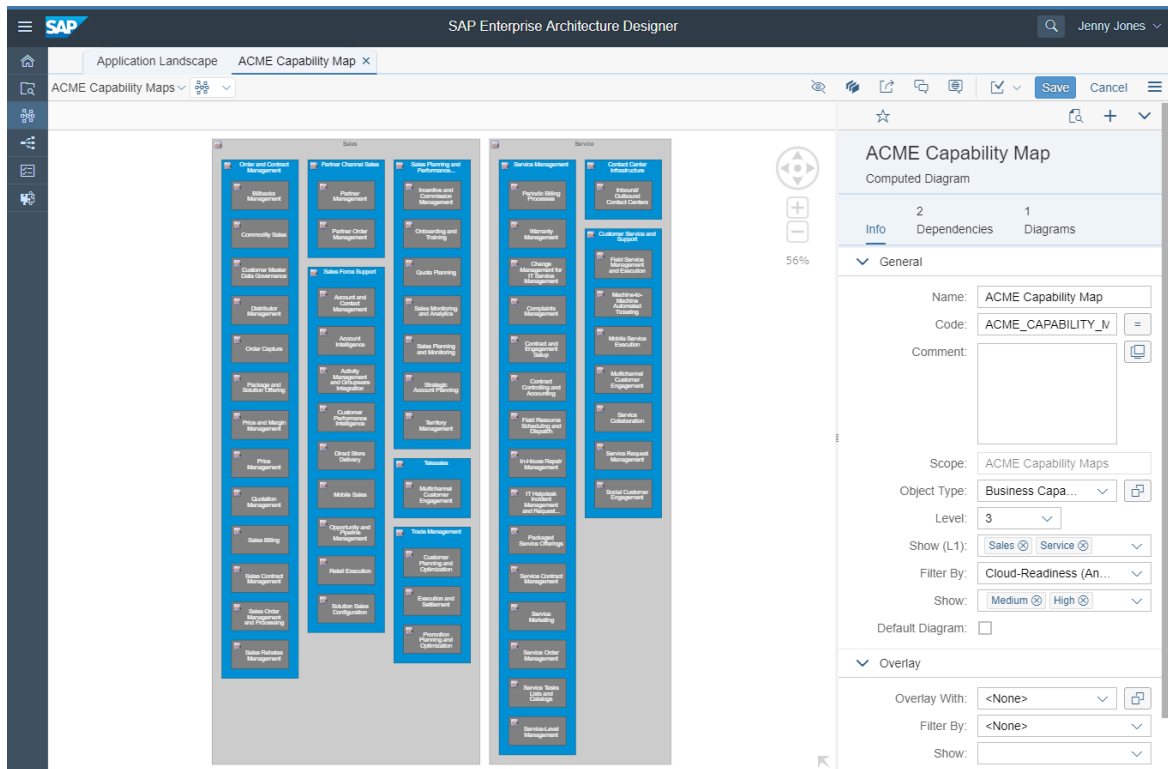 SAP
SAP Enterprise Architecture Designer
Jenny Jones
Application Landscape
ACME Capability Map
ACME Capability Maps
Save
Cancel
Sales
Order and Contract
Management
Billbacks
Management
Commodity Sales
Customer Master
Data Governance
Distributor
Management
Order Capture
Package and
Solution Offering
Price and Margin
Management
Price
Management
Quotation
Management
Sales Billing
Sales Contract
Management
Sales Order
Management
and Processing
Sales Rebates
Management
Partner Channel Sales
Partner
Management
Partner Order
Management
Sales Force Support
Account and
Contact
Management
Account
Intelligence
Activity
Management
and Groupware
Integration
Customer
Performance
Intelligence
Direct Store
Delivery
Mobile Sales
Opportunity and
Pipeline
Management
Retail Execution
Solution Sales
Configuration
Sales Planning and
Performance...
Incentive and
Commission
Management
Onboarding and
Training
Quota Planning
Sales Monitoring
and Analytics
Sales Planning
and Monitoring
Strategic
Account Planning
Territory
Management
Telesales
Multichannel
Customer
Engagement
Trade Management
Customer
Planning and
Optimization
Execution and
Settlement
Promotion
Planning and
Optimization
Service
Service Management
Periodic Billing
Processes
Warranty
Management
Change
Management for
IT Service
Management
Complaints
Management
Contract and
Engagement
Setup
Contract
Controlling and
Accounting
Field Resource
Scheduling and
Dispatch
In-House Repair
Management
IT Helpdesk
Incident
Management
and Request...
Packaged
Service Offerings
Service Contract
Management
Service
Marketing
Service Order
Management
Service Tasks
Lists and
Catalogs
Service-Level
Management
Contact Center
Infrastructure
Inbound/
Outbound
Contact Centers
Customer Service and
Support
Field Service
Management
and Execution
Machine-to-
Machine
Automated
Ticketing
Mobile Service
Execution
Multichannel
Customer
Engagement
Service
Collaboration
Service Request
Management
Social Customer
Engagement
56%
ACME Capability Map
Computed Diagram
Info
2
Dependencies
1
Diagrams
General
Name: ACME Capability Map
Code: ACME_CAPABILITY_M =
Comment:
Scope: ACME Capability Maps
Object Type: Business Capa...
Level: 3
Show (L1): Sales Service
Filter By: Cloud-Readiness (An...
Show: Medium High
Default Diagram:
Overlay
Overlay With: <None>
Filter By: <None>
Show: